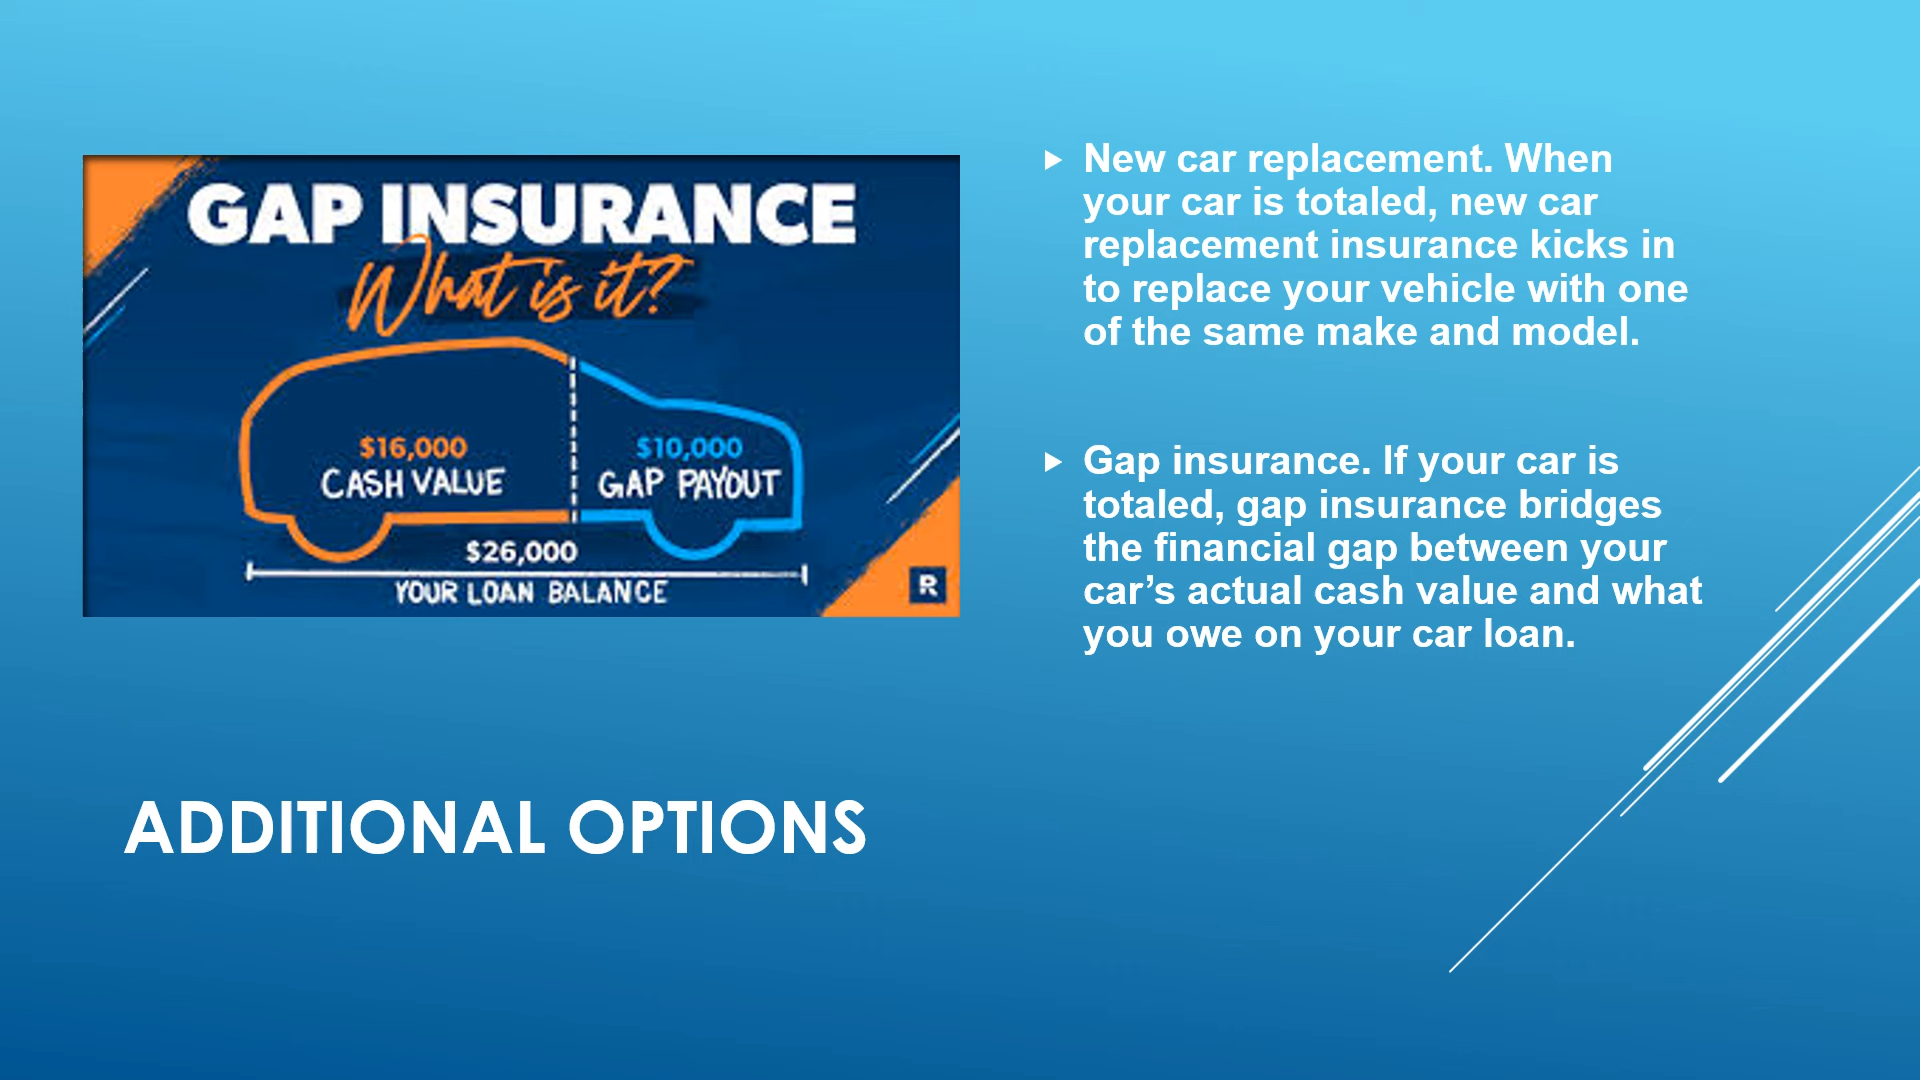 GAP INSURANCE
What is it?
$16,000
CASH VALUE
$10,000
GAP PAYOUT
$26,000
YOUR LOAN BALANCE
R
New car replacement. When
your car is totaled, new car
replacement insurance kicks in
to replace your vehicle with one
of the same make and model.
Gap insurance. If your car is
totaled, gap insurance bridges
the financial gap between your
car’s actual cash value and what
you owe on your car loan.
ADDITIONAL OPTIONS